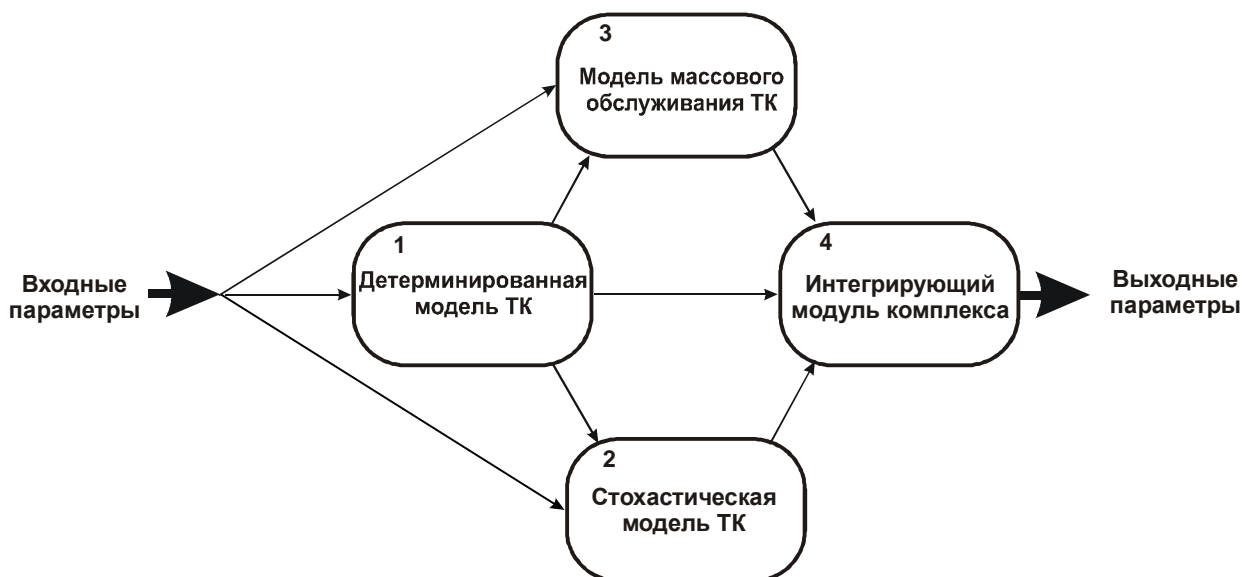 3
Модель массового
обслуживания ТК
1
Детерминированная
модель ТК
4
Интегрирующий
модуль комплекса
Входные
параметры
Выходные
параметры
2
Стохастическая
модель ТК